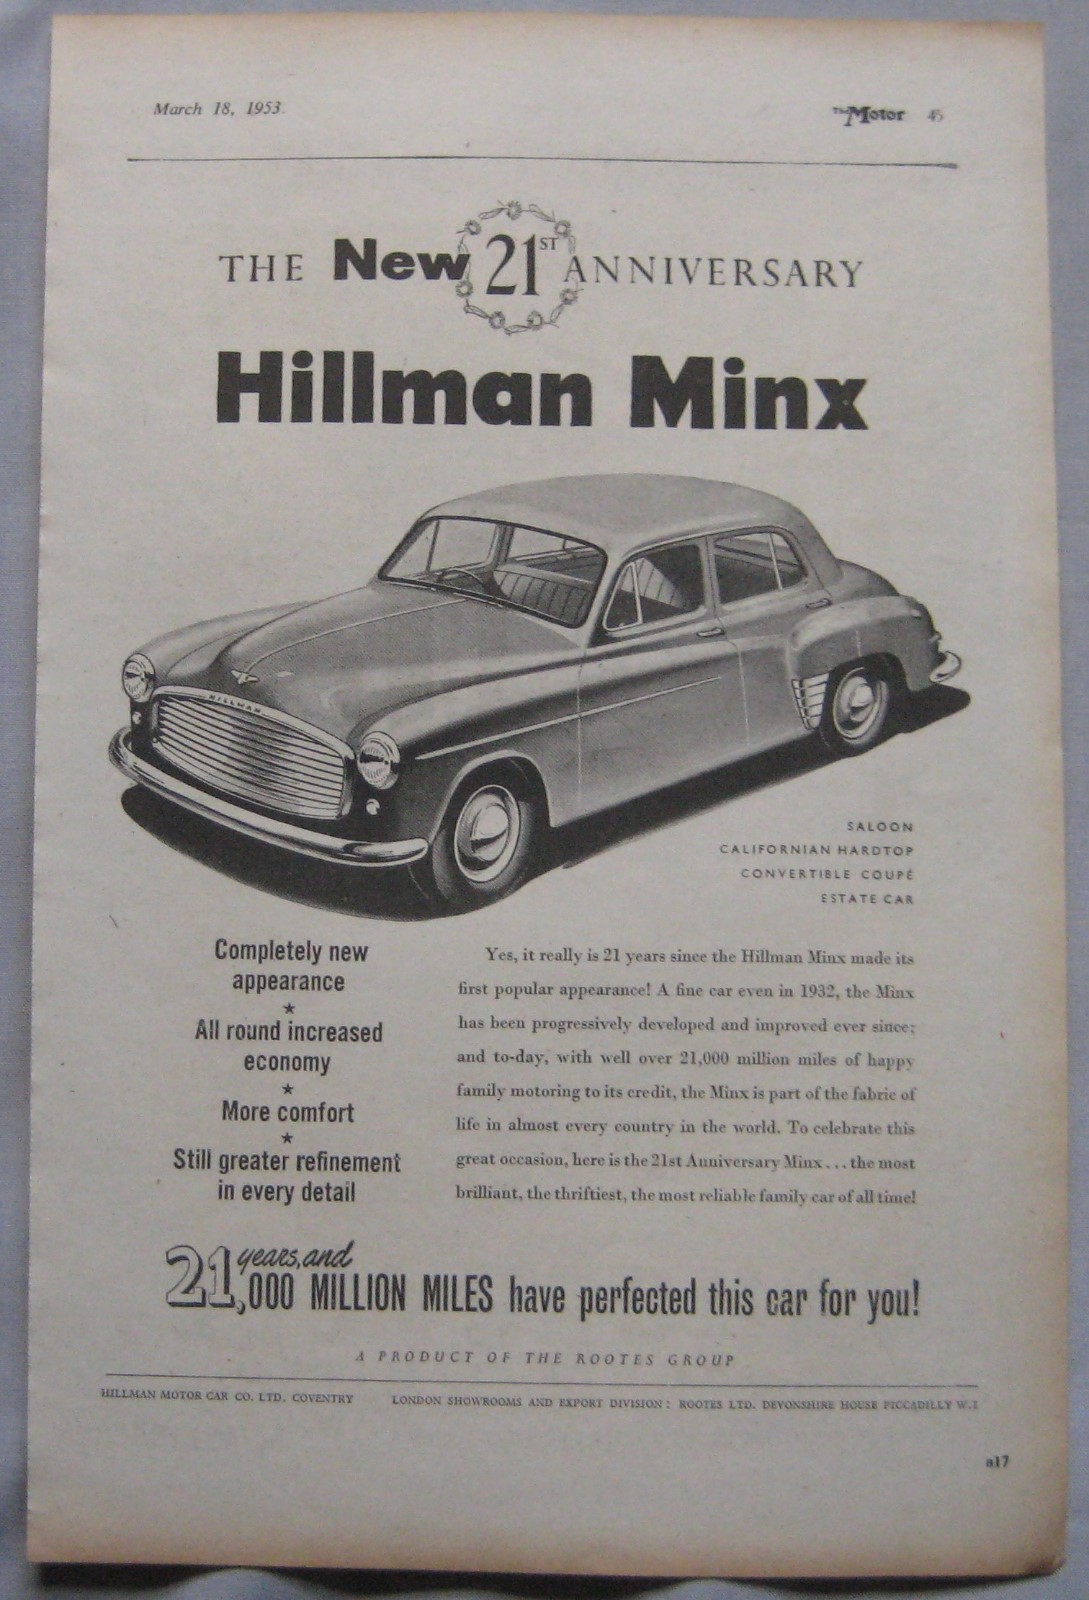 March 18, 1953.
The Motor 45
THE New 21ST ANNIVERSARY
Hillman Minx
HILLMAN
SALOON
CALIFORNIAN HARDTOP
CONVERTIBLE COUPÉ
ESTATE CAR
Completely new
appearance
★
All round increased
economy
★
More comfort
★
Still greater refinement
in every detail
Yes, it really is 21 years since the Hillman Minx made its
first popular appearance! A fine car even in 1932, the Minx
has been progressively developed and improved ever since;
and to-day, with well over 21,000 million miles of happy
family motoring to its credit, the Minx is part of the fabric of
life in almost every country in the world. To celebrate this
great occasion, here is the 21st Anniversary Minx... the most
brilliant, the thriftiest, the most reliable family car of all time!
21 years, and
,000 MILLION MILES have perfected this car for you!
A PRODUCT OF THE ROOTES GROUP
HILLMAN MOTOR CAR CO. LTD. COVENTRY LONDON SHOWROOMS AND EXPORT DIVISION: ROOTES LTD. DEVONSHIRE HOUSE PICCADILLY W.1
a17